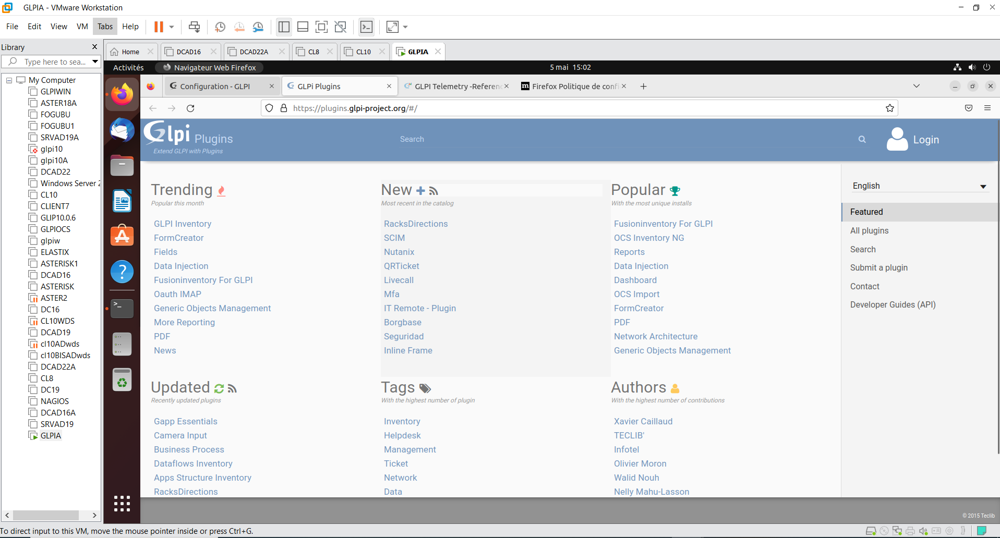 GLPIA - VMware Workstation
File Edit View VM Tabs Help
Library
Type here to sea...
My Computer
GLPIWIN
ASTER18A
FOGUBU
FOGUBU1
SRVAD19A
glpi10
glpi10A
DCAD22
Windows Server 2
CL10
CLIENT7
GLIP10.0.6
GLPIOCS
glpiw
ELASTIX
ASTERISK1
DCAD16
ASTERISK
ASTER2
DC16
CL10WDS
DCAD19
cl10ADwds
cl10BISADwds
DCAD22A
CL8
DC19
NAGIOS
DCAD16A
SRVAD19
GLPIA
Home DCAD16 DCAD22A CL8 CL10 GLPIA
Activités Navigateur Web Firefox 5 mai 15:02
Configuration - GLPI GLPi Plugins GLPI Telemetry -Referenc Firefox Politique de confi
https://plugins.glpi-project.org/#/
Glpi Plugins
Extend GLPI with Plugins
Search
Login
Trending
Popular this month
GLPI Inventory
FormCreator
Fields
Data Injection
Fusioninventory For GLPI
Oauth IMAP
Generic Objects Management
More Reporting
PDF
News
New
Most recent in the catalog
RacksDirections
SCIM
Nutanix
QRTicket
Livecall
Mfa
IT Remote - Plugin
Borgbase
Seguridad
Inline Frame
Popular
With the most unique installs
Fusioninventory For GLPI
OCS Inventory NG
Reports
Data Injection
Dashboard
OCS Import
FormCreator
PDF
Network Architecture
Generic Objects Management
Updated
Recently updated plugins
Gapp Essentials
Camera Input
Business Process
Dataflows Inventory
Apps Structure Inventory
RacksDirections
Tags
With the highest number of plugin
Inventory
Helpdesk
Management
Ticket
Network
Data
Authors
With the highest number of contributions
Xavier Caillaud
TECLIB'
Infotel
Olivier Moron
Walid Nouh
Nelly Mahu-Lasson
English
Featured
All plugins
Search
Submit a plugin
Contact
Developer Guides (API)
© 2015 Teclib
To direct input to this VM, move the mouse pointer inside or press Ctrl+G.